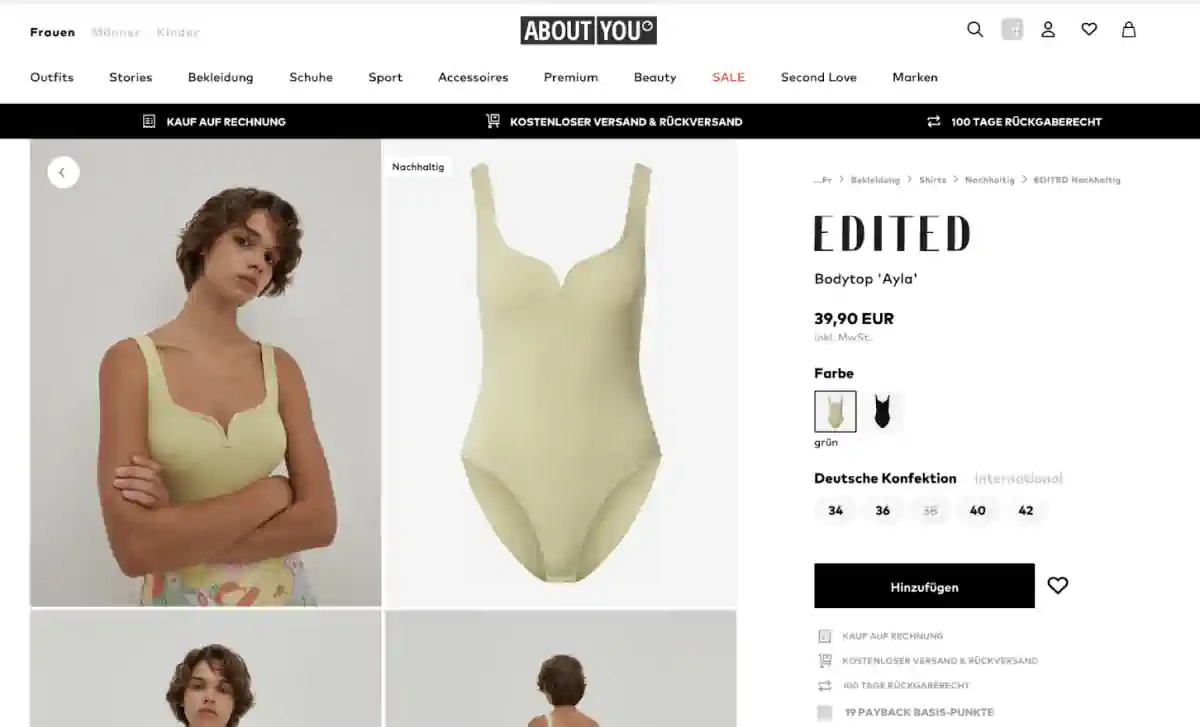 Frauen Männer Kinder
ABOUT YOU°
Outfits Stories Bekleidung Schuhe Sport Accessoires Premium Beauty SALE Second Love Marken
KAUF AUF RECHNUNG KOSTENLOSER VERSAND & RÜCKVERSAND 100 TAGE RÜCKGABERECHT
Nachhaltig
...Fr > Bekleidung > Shirts > Nachhaltig > EDITED Nachhaltig
EDITED
Bodytop 'Ayla'
39,90 EUR
inkl. MwSt.
Farbe
grün
Deutsche Konfektion International
34 36 38 40 42
Hinzufügen
KAUF AUF RECHNUNG
KOSTENLOSER VERSAND & RÜCKVERSAND
100 TAGE RÜCKGABERECHT
19 PAYBACK BASIS-PUNKTE